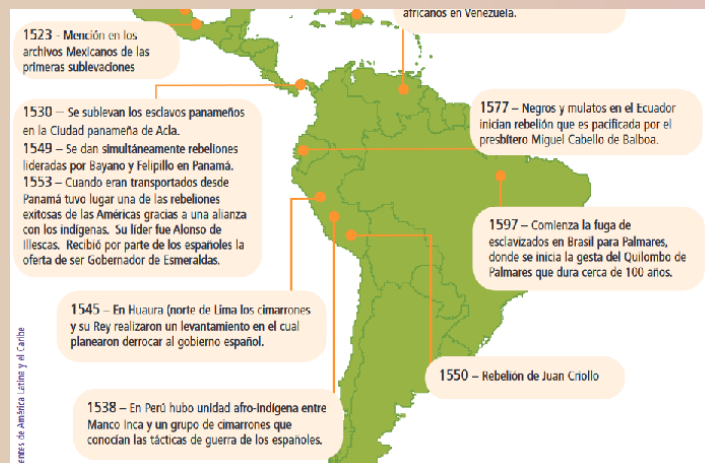 africanos en Venezuela.
1523 - Mención en los
archivos Mexicanos de las
primeras sublevaciones
1530 – Se sublevan los esclavos panameños
en la Ciudad panameña de Acla.
1549 – Se dan simultáneamente rebeliones
lideradas por Bayano y Felipillo en Panamá.
1553 – Cuando eran transportados desde
Panamá tuvo lugar una de las rebeliones
exitosas de las Américas gracias a una alianza
con los indígenas. Su líder fue Alonso de
Illescas. Recibió por parte de los españoles la
oferta de ser Gobernador de Esmeraldas.
1577 – Negros y mulatos en el Ecuador
inician rebelión que es pacificada por el
presbítero Miguel Cabello de Balboa.
1597 – Comienza la fuga de
esclavizados en Brasil para Palmares,
donde se inicia la gesta del Quilombo de
Palmares que dura cerca de 100 años.
1545 – En Huaura (norte de Lima los cimarrones
y su Rey realizaron un levantamiento en el cual
planearon derrocar al gobierno español.
1550 – Rebelión de Juan Criollo
1538 – En Perú hubo unidad afro-indígena entre
Manco Inca y un grupo de cimarrones que
conocían las tácticas de guerra de los españoles.
entes de América Latina y el Caribe